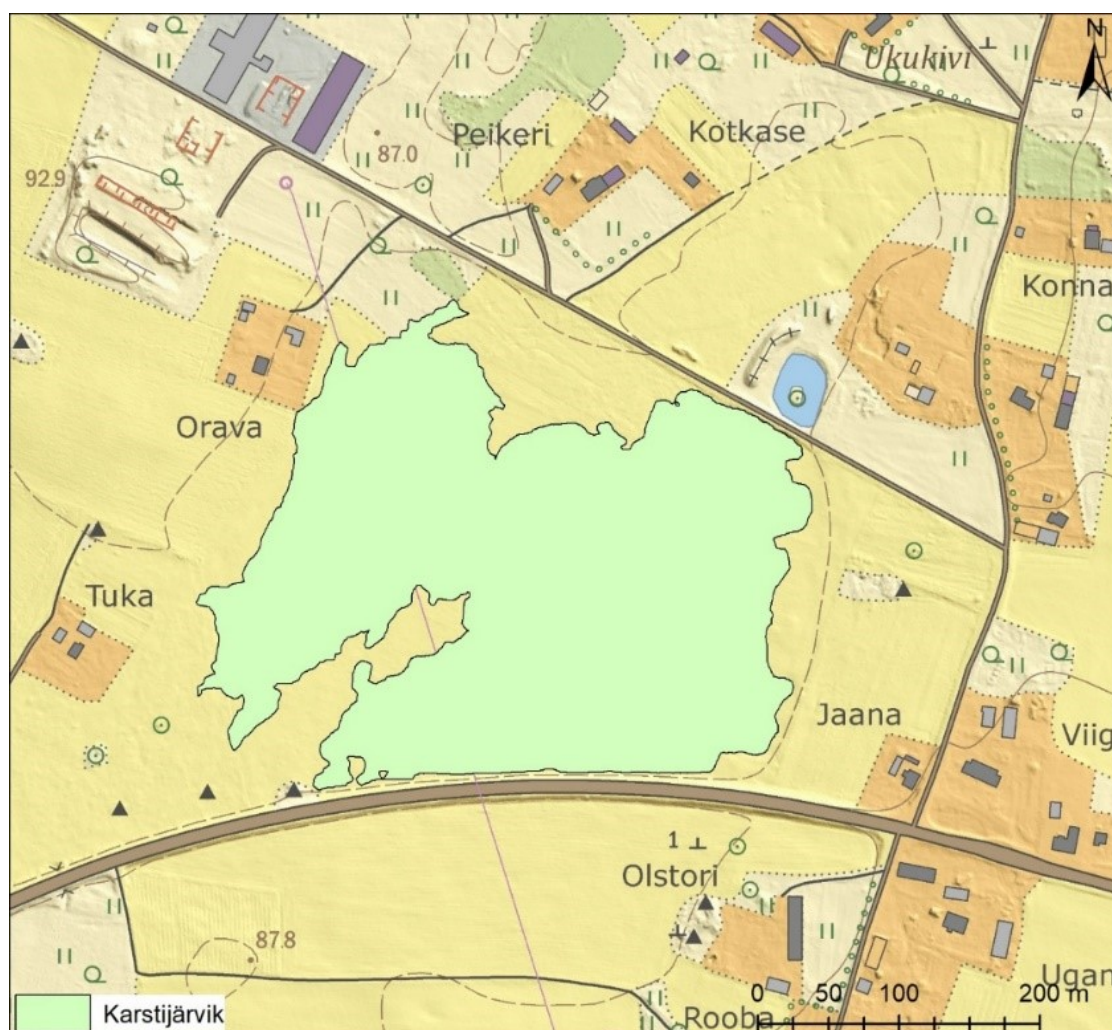 N
Ukukivi
Peikeri
Kotkase
87.0
92.9
Konna
Orava
Tuka
Jaana
Viig
1
Olstori
87.8
Ugan
Rooba
0 50 100 200 m
Karstijärvik